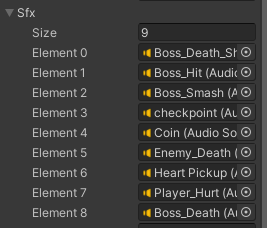 Sfx
Size 9
Element 0 Boss_Death_Sh
Element 1 Boss_Hit (Audio
Element 2 Boss_Smash (A
Element 3 checkpoint (Au
Element 4 Coin (Audio So
Element 5 Enemy_Death (
Element 6 Heart Pickup (A
Element 7 Player_Hurt (Au
Element 8 Boss_Death (Au